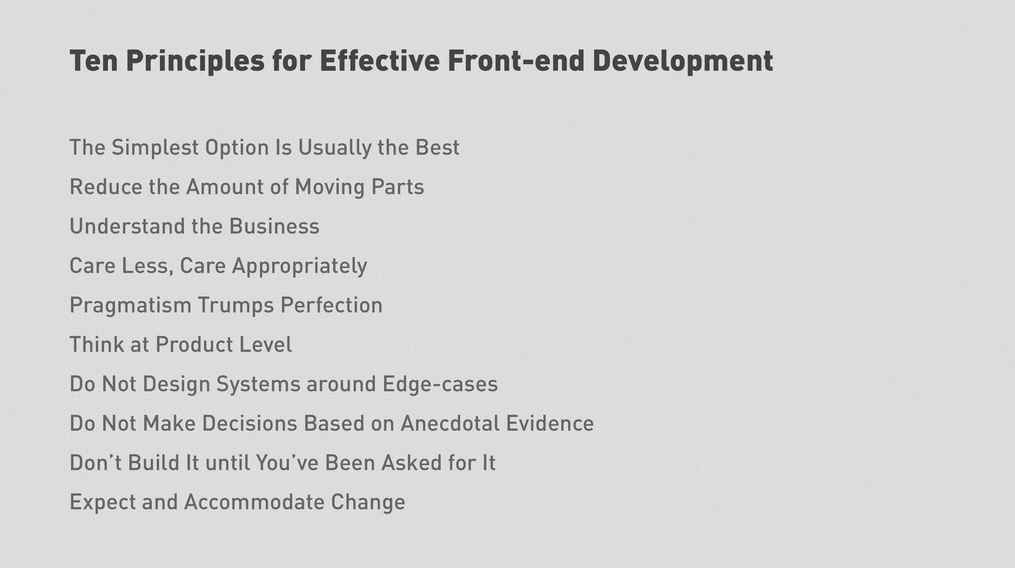 Ten Principles for Effective Front-end Development
The Simplest Option Is Usually the Best
Reduce the Amount of Moving Parts
Understand the Business
Care Less, Care Appropriately
Pragmatism Trumps Perfection
Think at Product Level
Do Not Design Systems around Edge-cases
Do Not Make Decisions Based on Anecdotal Evidence
Don’t Build It until You’ve Been Asked for It
Expect and Accommodate Change